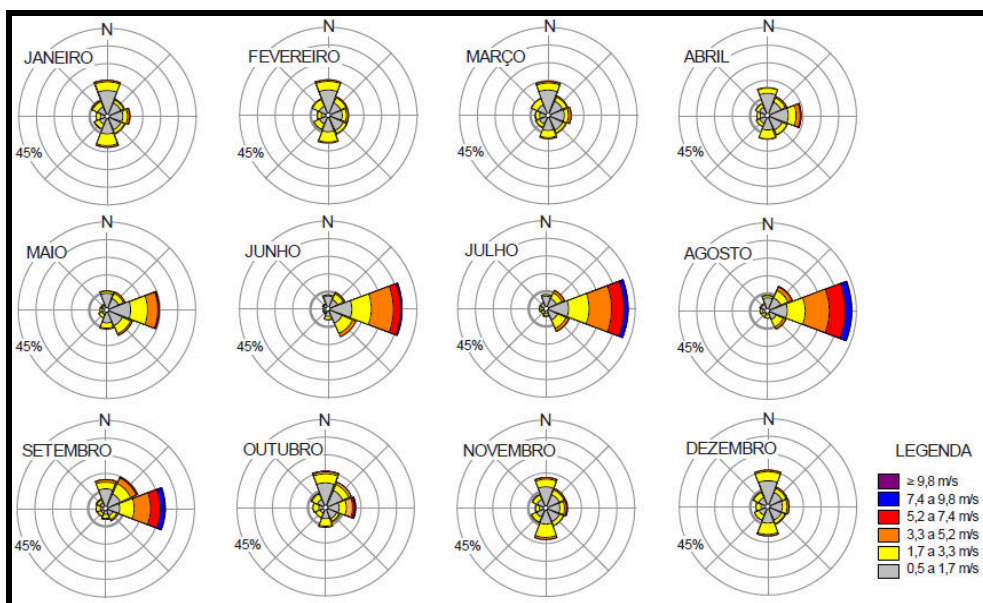 N N N N
JANEIRO FEVEREIRO MARÇO ABRIL
45% 45% 45% 45%
N N N N
MAIO JUNHO JULHO AGOSTO
45% 45% 45% 45%
N N N N
SETEMBRO OUTUBRO NOVEMBRO DEZEMBRO
45% 45% 45% 45%
LEGENDA
≥ 9,8 m/s
7,4 a 9,8 m/s
5,2 a 7,4 m/s
3,3 a 5,2 m/s
1,7 a 3,3 m/s
0,5 a 1,7 m/s